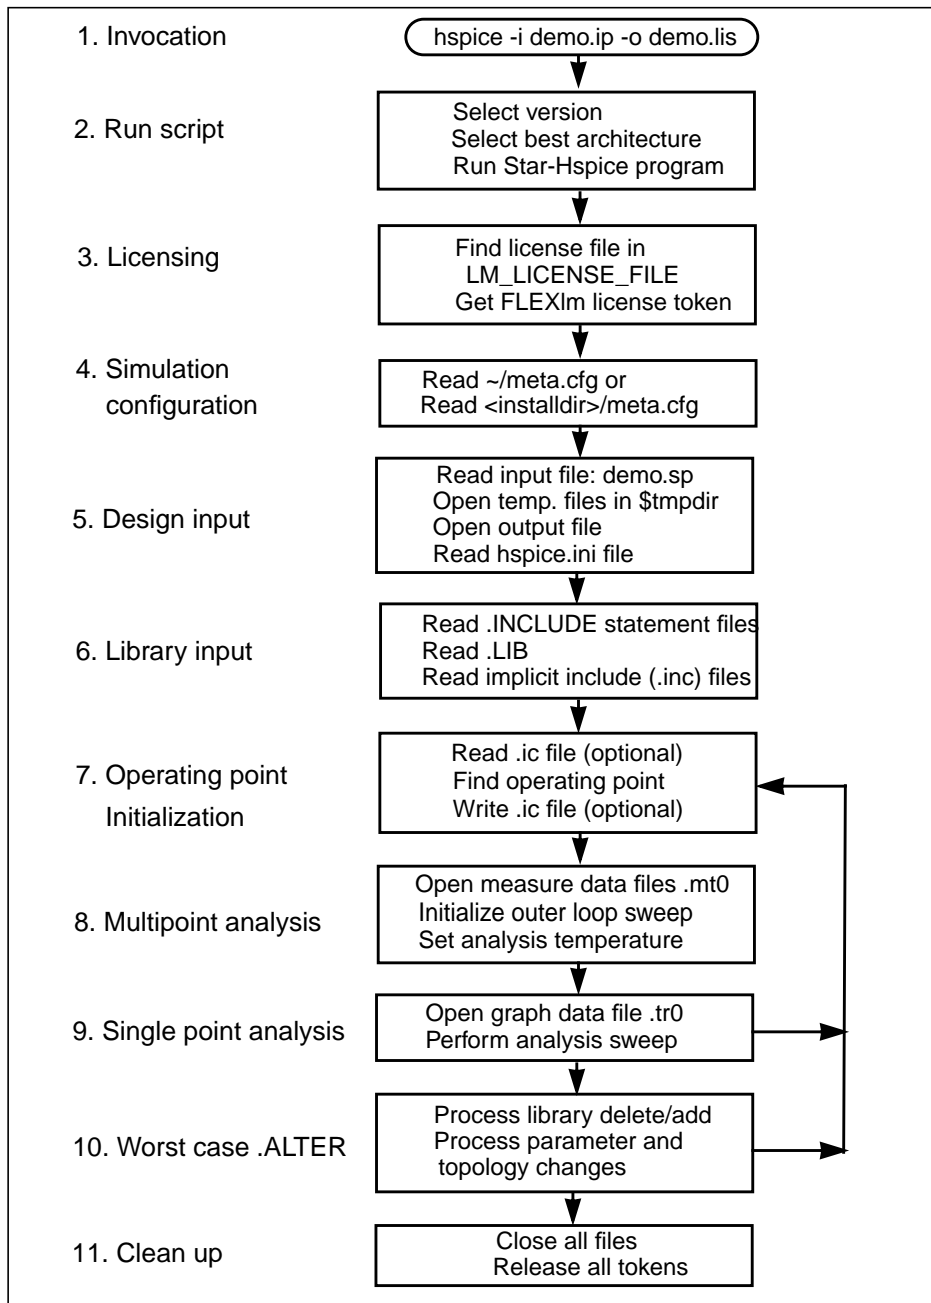 1. Invocation
hspice -i demo.ip -o demo.lis
2. Run script
Select version
Select best architecture
Run Star-Hspice program
3. Licensing
Find license file in
LM_LICENSE_FILE
Get FLEXlm license token
4. Simulation
configuration
Read ~/meta.cfg or
Read <installdir>/meta.cfg
5. Design input
Read input file: demo.sp
Open temp. files in $tmpdir
Open output file
Read hspice.ini file
6. Library input
Read .INCLUDE statement files
Read .LIB
Read implicit include (.inc) files
7. Operating point
Initialization
Read .ic file (optional)
Find operating point
Write .ic file (optional)
8. Multipoint analysis
Open measure data files .mt0
Initialize outer loop sweep
Set analysis temperature
9. Single point analysis
Open graph data file .tr0
Perform analysis sweep
10. Worst case .ALTER
Process library delete/add
Process parameter and
topology changes
11. Clean up
Close all files
Release all tokens